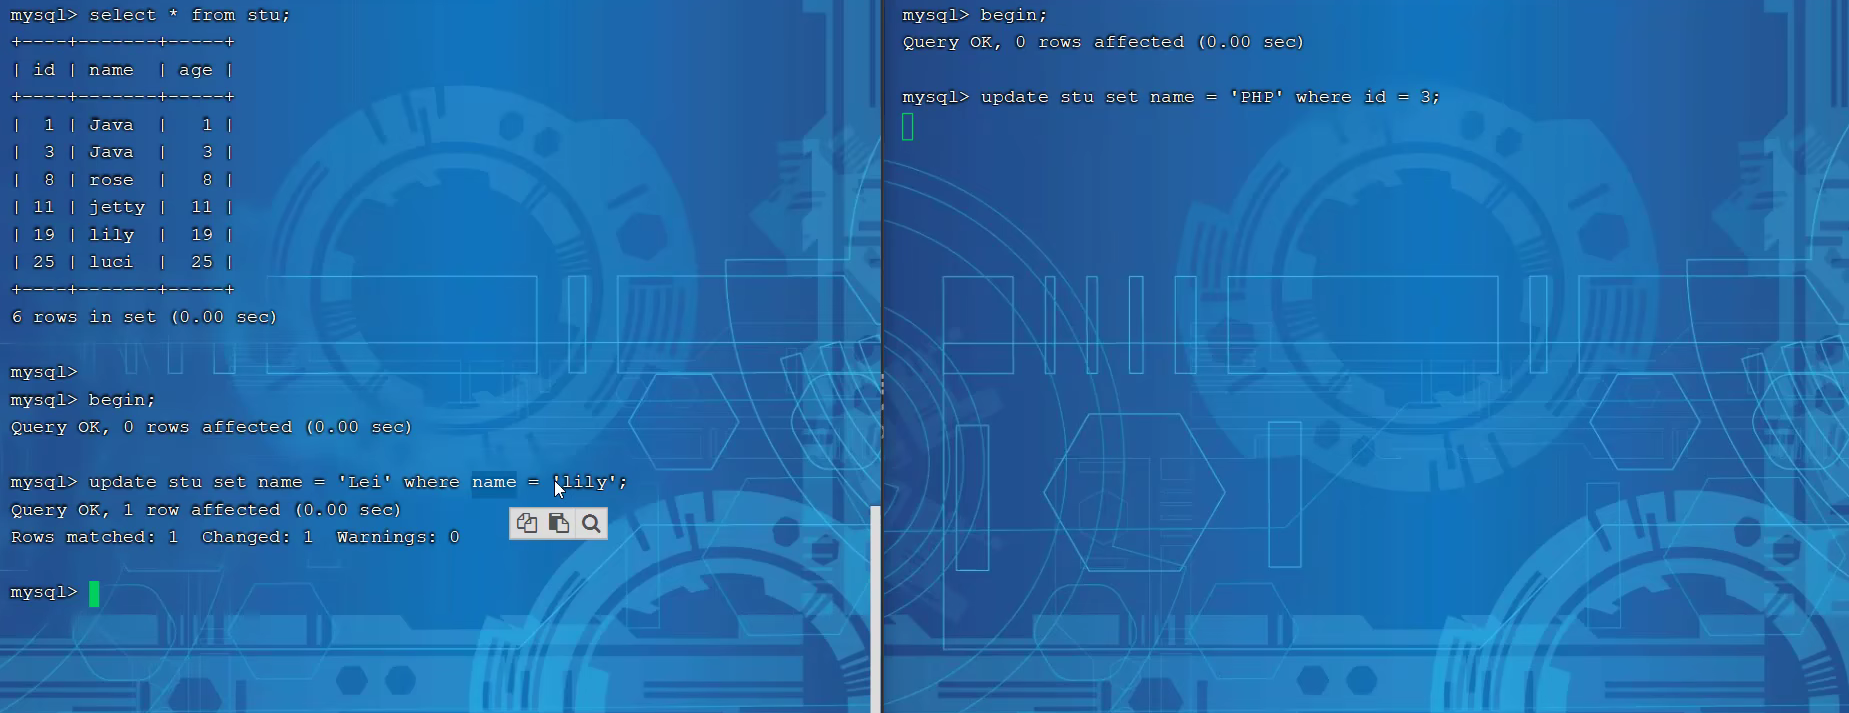 mysql> select * from stu;
+----+-------+-----+
| id | name  | age |
+----+-------+-----+
|  1 | Java  |   1 |
|  3 | Java  |   3 |
|  8 | rose  |   8 |
| 11 | jetty |  11 |
| 19 | lily  |  19 |
| 25 | luci  |  25 |
+----+-------+-----+
6 rows in set (0.00 sec)
mysql>
mysql> begin;
Query OK, 0 rows affected (0.00 sec)
mysql> update stu set name = 'Lei' where name = 'lily';
Query OK, 1 row affected (0.00 sec)
Rows matched: 1  Changed: 1  Warnings: 0
mysql>
mysql> begin;
Query OK, 0 rows affected (0.00 sec)
mysql> update stu set name = 'PHP' where id = 3;